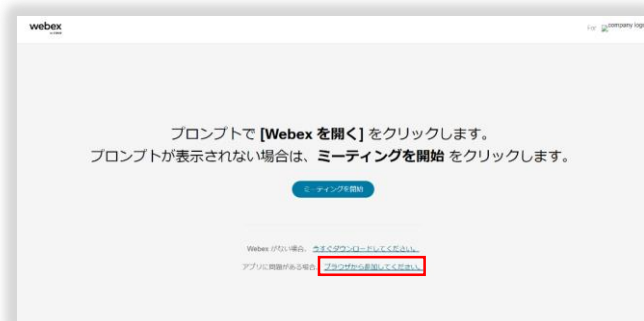 webex
For company logo
プロンプトで [Webex を開く] をクリックします。
プロンプトが表示されない場合は、ミーティングを開始 をクリックします。
ミーティングを開始
Webex がない場合、今すぐダウンロードしてください。
アプリに問題がある場合、ブラウザから参加してください。